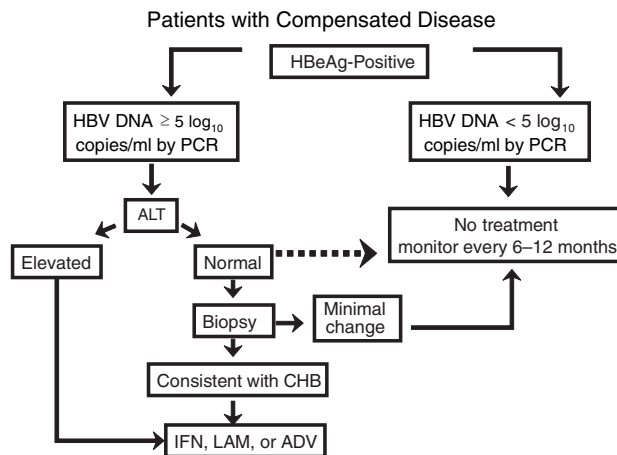 Patients with Compensated Disease
HBeAg-Positive
HBV DNA ≥ 5 log10
copies/ml by PCR
HBV DNA < 5 log10
copies/ml by PCR
ALT
No treatment
monitor every 6–12 months
Elevated
Normal
Biopsy
Minimal
change
Consistent with CHB
IFN, LAM, or ADV